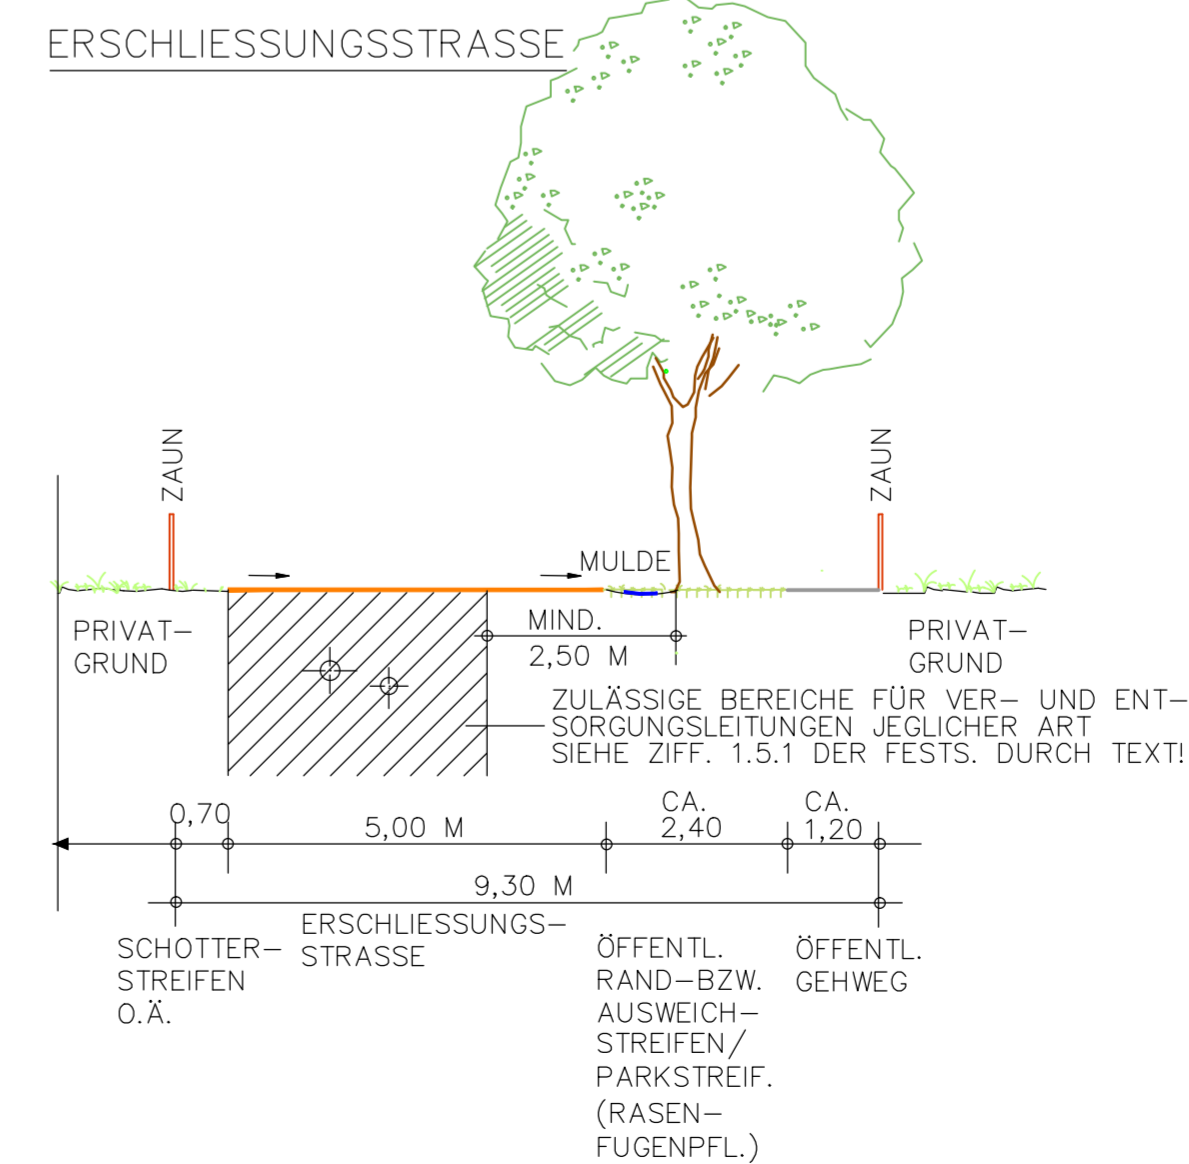 ERSCHLIESSUNGSSTRASSE
ZAUN
ZAUN
MULDE
PRIVAT–
GRUND
MIND.
2,50 M
PRIVAT–
GRUND
ZULÄSSIGE BEREICHE FÜR VER– UND ENT–
SORGUNGSLEITUNGEN JEGLICHER ART
SIEHE ZIFF. 1.5.1 DER FESTS. DURCH TEXT!
0,70
5,00 M
CA.
2,40
CA.
1,20
9,30 M
SCHOTTER–
STREIFEN
O.Ä.
ERSCHLIESSUNGS–
STRASSE
ÖFFENTL.
RAND–BZW.
AUSWEICH–
STREIFEN/
PARKSTREIF.
(RASEN–
FUGENPFL.)
ÖFFENTL.
GEHWEG